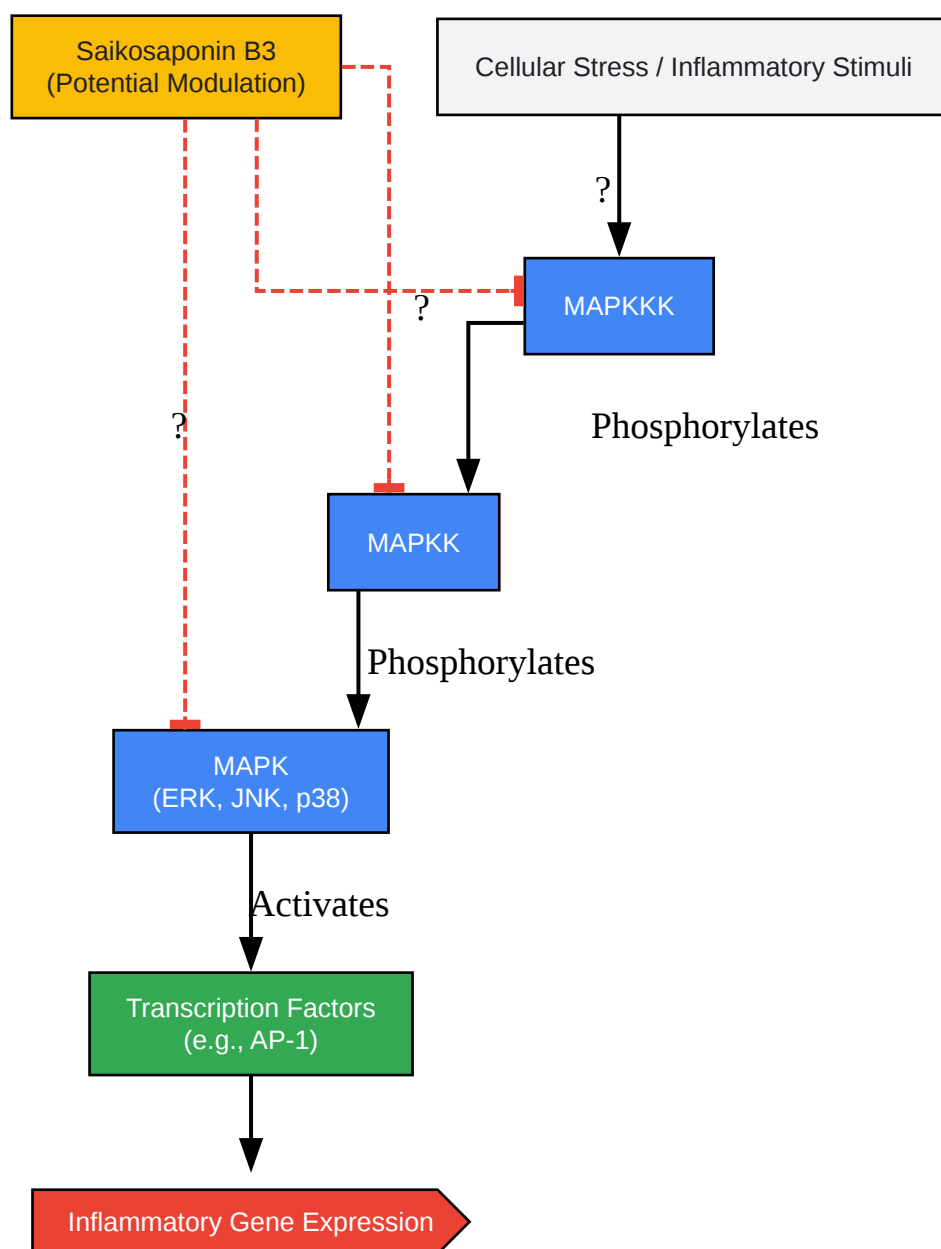 Saikosaponin B3
(Potential Modulation)
Cellular Stress / Inflammatory Stimuli
?
MAPKKK
?
Phosphorylates
?
MAPKK
Phosphorylates
MAPK
(ERK, JNK, p38)
Activates
Transcription Factors
(e.g., AP-1)
Inflammatory Gene Expression